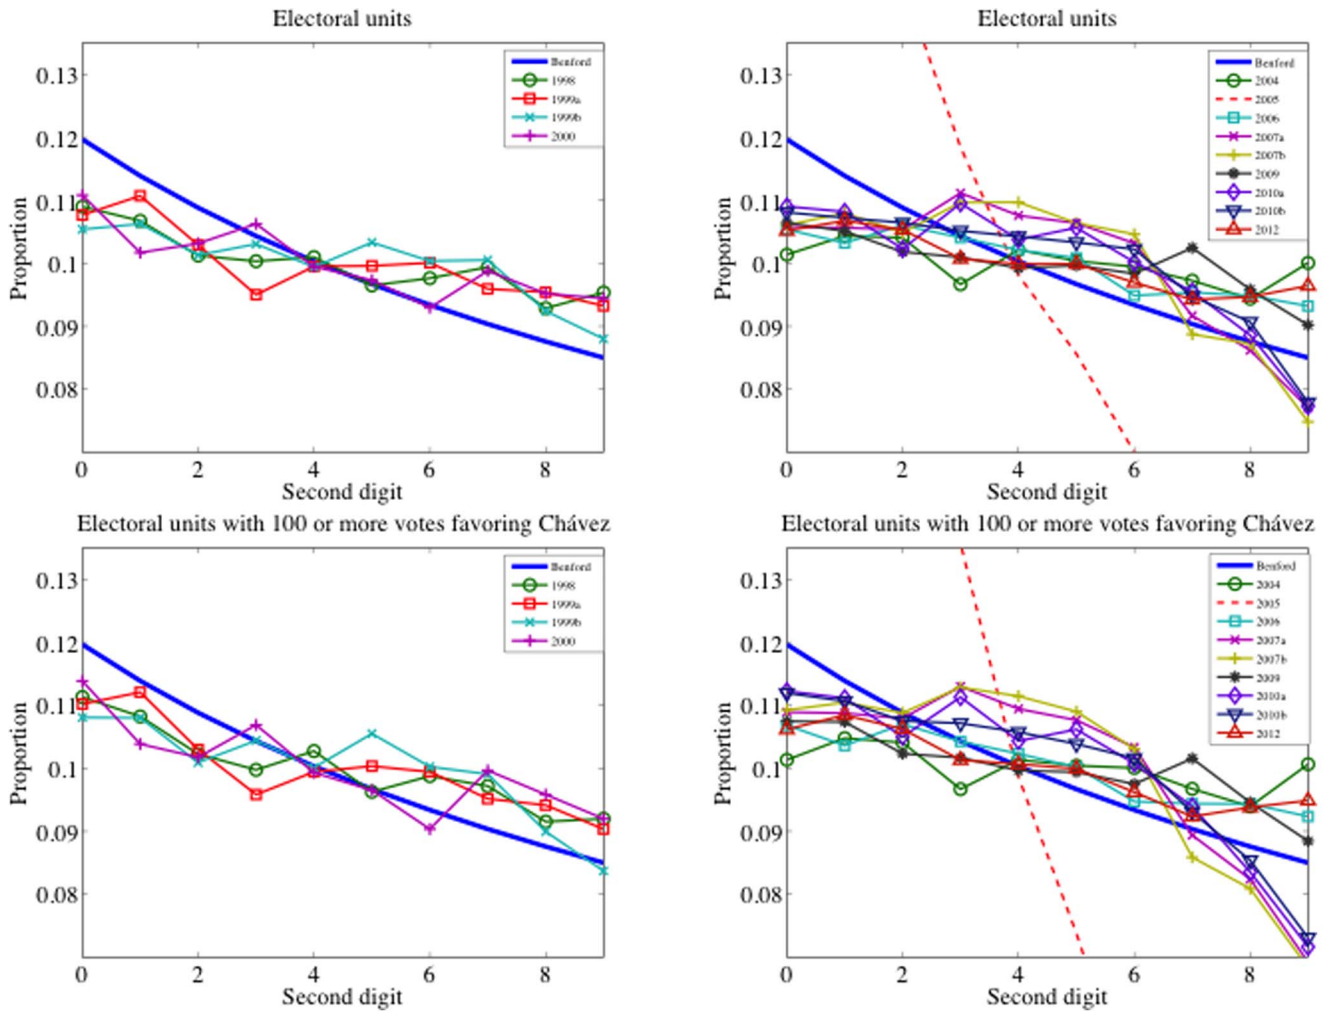 Electoral units
Proportion
0.13
0.12
0.11
0.1
0.09
0.08
0 2 4 6 8
Second digit
Benford
1998
1999a
1999b
2000
Electoral units
Proportion
0.13
0.12
0.11
0.1
0.09
0.08
0 2 4 6 8
Second digit
Benford
2004
2005
2006
2007a
2007b
2009
2010a
2010b
2012
Electoral units with 100 or more votes favoring Chávez
Proportion
0.13
0.12
0.11
0.1
0.09
0.08
0 2 4 6 8
Second digit
Benford
1998
1999a
1999b
2000
Electoral units with 100 or more votes favoring Chávez
Proportion
0.13
0.12
0.11
0.1
0.09
0.08
0 2 4 6 8
Second digit
Benford
2004
2005
2006
2007a
2007b
2009
2010a
2010b
2012